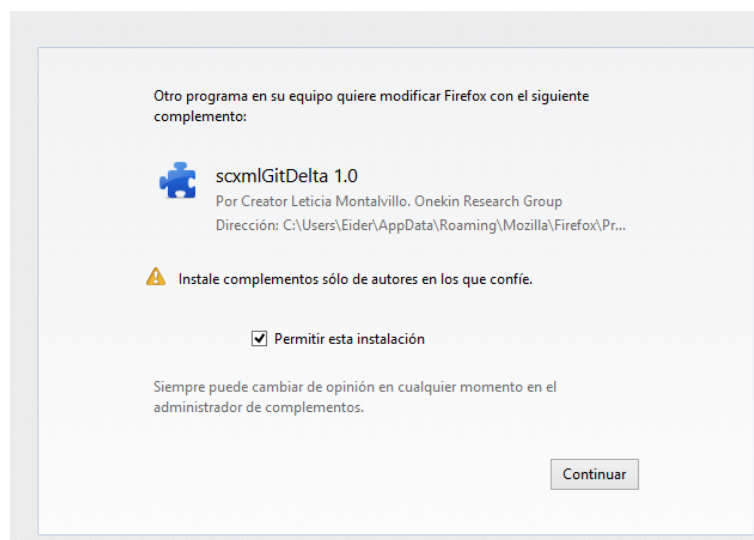 Otro programa en su equipo quiere modificar Firefox con el siguiente
complemento:
scxmlGitDelta 1.0
Por Creator Leticia Montalvillo. Onekin Research Group
Dirección: C:\Users\Eider\AppData\Roaming\Mozilla\Firefox\Pr...
Instale complementos sólo de autores en los que confíe.
Permitir esta instalación
Siempre puede cambiar de opinión en cualquier momento en el
administrador de complementos.
Continuar